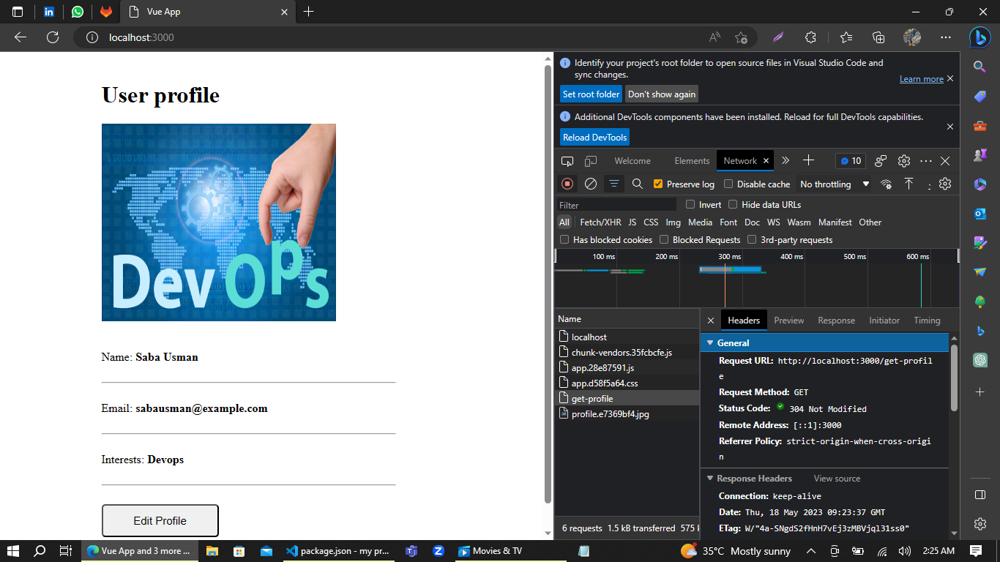 Vue App
localhost:3000
User profile
DevOps
Name: Saba Usman
Email: sabausman@example.com
Interests: Devops
Edit Profile
Identify your project's root folder to open source files in Visual Studio Code and
sync changes.
Learn more
Set root folder Don't show again
Additional DevTools components have been installed. Reload for full DevTools capabilities.
Reload DevTools
Welcome Elements Network 10
Preserve log Disable cache No throttling
Filter Invert Hide data URLs
All Fetch/XHR JS CSS Img Media Font Doc WS Wasm Manifest Other
Has blocked cookies Blocked Requests 3rd-party requests
100 ms 200 ms 300 ms 400 ms 500 ms 600 ms
Name
localhost
chunk-vendors.35fcbcfe.js
app.28e87591.js
app.d58f5a64.css
get-profile
profile.e7369bf4.jpg
6 requests 1.5 kB transferred 575 k
Headers Preview Response Initiator Timing
General
Request URL: http://localhost:3000/get-profil
e
Request Method: GET
Status Code: 304 Not Modified
Remote Address: [::1]:3000
Referrer Policy: strict-origin-when-cross-origi
n
Response Headers View source
Connection: keep-alive
Date: Thu, 18 May 2023 09:23:37 GMT
ETag: W/"4a-SNgdS2fHnH7vEj3zMBVjql31ss0"
Vue App and 3 more ... package.json - my pr... Movies & TV 35°C Mostly sunny 2:25 AM